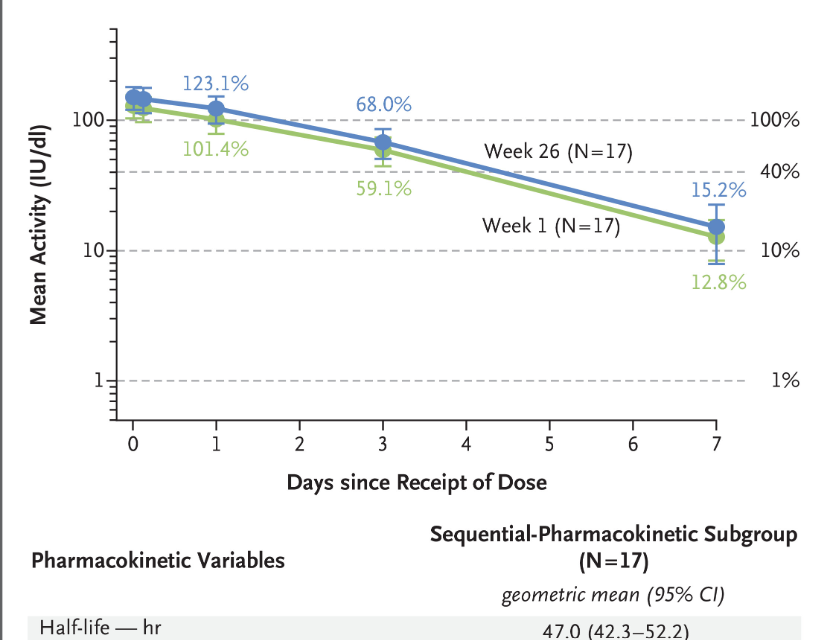 123.1%
68.0%
100
100%
101.4%
Week 26 (N=17)
40%
59.1%
15.2%
Week 1 (N=17)
10
10%
12.8%
1
1%
Mean Activity (IU/dl)
0 1 2 3 4 5 6 7
Days since Receipt of Dose
Sequential-Pharmacokinetic Subgroup
Pharmacokinetic Variables
(N=17)
geometric mean (95% CI)
Half-life — hr
47.0 (42.3–52.2)